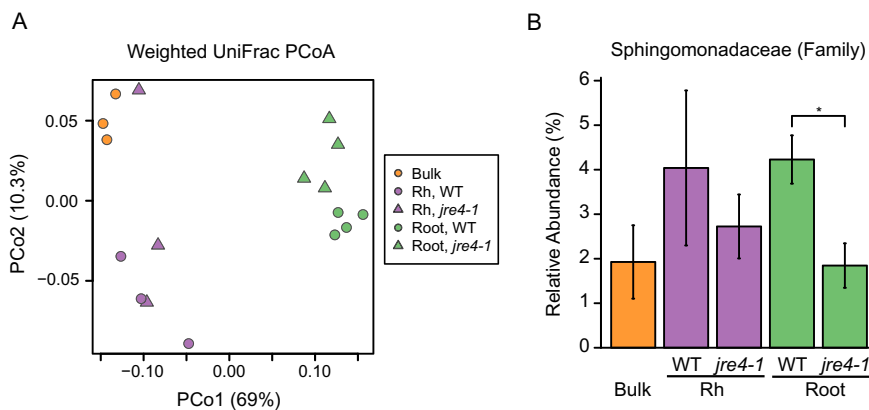 A
Weighted UniFrac PCoA
0.05
0.00
−0.05
PCo2 (10.3%)
−0.10
0.00
0.10
PCo1 (69%)
Bulk
Rh, WT
Rh, jre4-1
Root, WT
Root, jre4-1
B
Sphingomonadaceae (Family)
Relative Abundance (%)
6
5
4
3
2
1
0
*
WT jre4-1 WT jre4-1
Bulk Rh Root